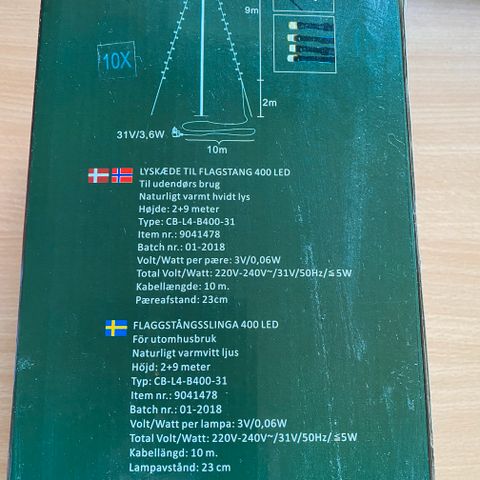 9m
10X
2m
31V/3,6W
10m
LYSKÆDE TIL FLAGSTANG 400 LED
Til udendørs brug
Naturligt varmt hvidt lys
Højde: 2+9 meter
Type: CB-L4-B400-31
Item nr.: 9041478
Batch nr.: 01-2018
Volt/Watt per pære: 3V/0,06W
Total Volt/Watt: 220V-240V~/31V/50Hz/≦5W
Kabellængde: 10 m.
Pæreafstand: 23cm
FLAGGSTÅNGSSLINGA 400 LED
För utomhusbruk
Naturligt varmvitt ljus
Höjd: 2+9 meter
Typ: CB-L4-B400-31
Item nr.: 9041478
Batch nr.: 01-2018
Volt/Watt per lampa: 3V/0,06W
Total Volt/Watt: 220V-240V~/31V/50Hz/≦5W
Kabellängd: 10 m.
Lampavstånd: 23 cm